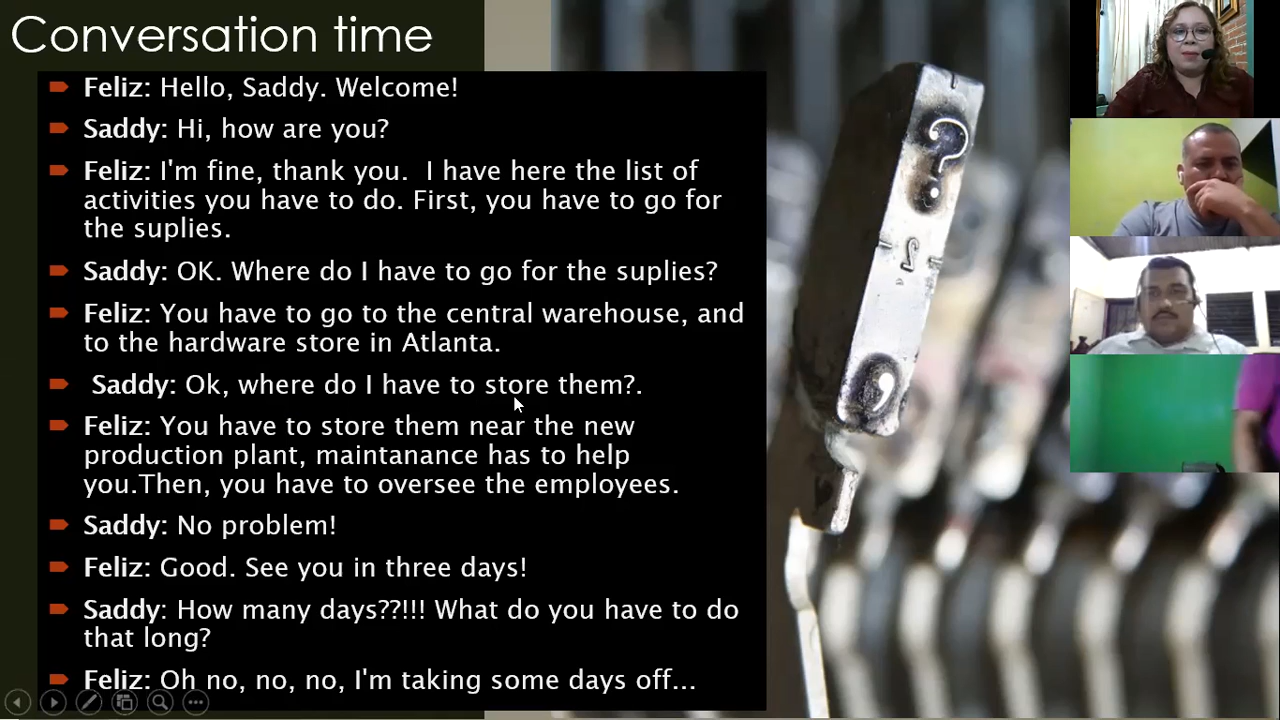 Conversation time
Feliz: Hello, Saddy. Welcome!
Saddy: Hi, how are you?
Feliz: I'm fine, thank you.  I have here the list of
activities you have to do. First, you have to go for
the suplies.
Saddy: OK. Where do I have to go for the suplies?
Feliz: You have to go to the central warehouse, and
to the hardware store in Atlanta.
Saddy: Ok, where do I have to store them?.
Feliz: You have to store them near the new
production plant, maintanance has to help
you.Then, you have to oversee the employees.
Saddy: No problem!
Feliz: Good. See you in three days!
Saddy: How many days??!!! What do you have to do
that long?
Feliz: Oh no, no, no, I'm taking some days off...
?
2
,